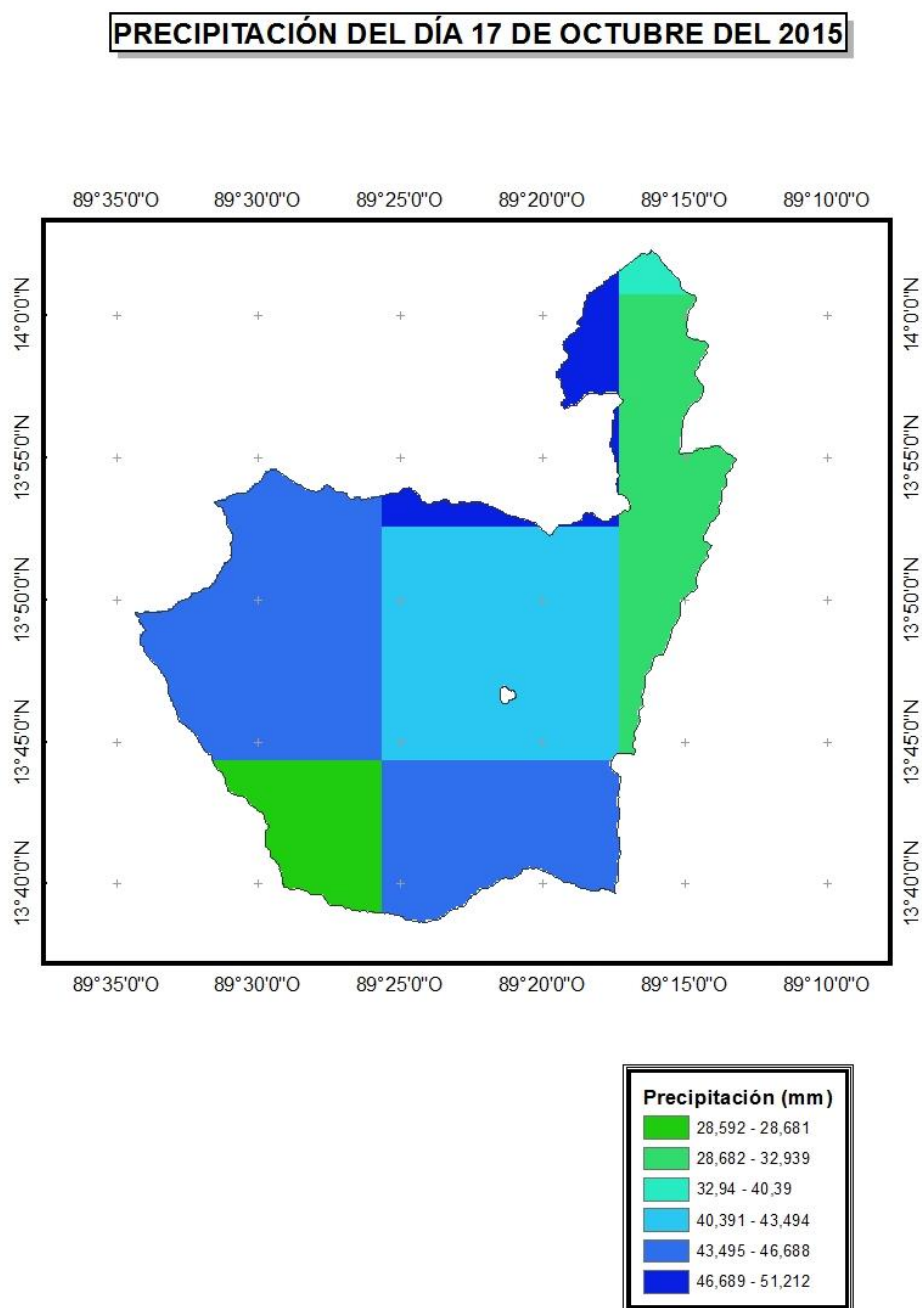 PRECIPITACIÓN DEL DÍA 17 DE OCTUBRE DEL 2015
89°35'0"O 89°30'0"O 89°25'0"O 89°20'0"O 89°15'0"O 89°10'0"O
14°0'0"N 14°0'0"N
13°55'0"N 13°55'0"N
13°50'0"N 13°50'0"N
13°45'0"N 13°45'0"N
13°40'0"N 13°40'0"N
89°35'0"O 89°30'0"O 89°25'0"O 89°20'0"O 89°15'0"O 89°10'0"O
Precipitación (mm)
28,592 - 28,681
28,682 - 32,939
32,94 - 40,39
40,391 - 43,494
43,495 - 46,688
46,689 - 51,212